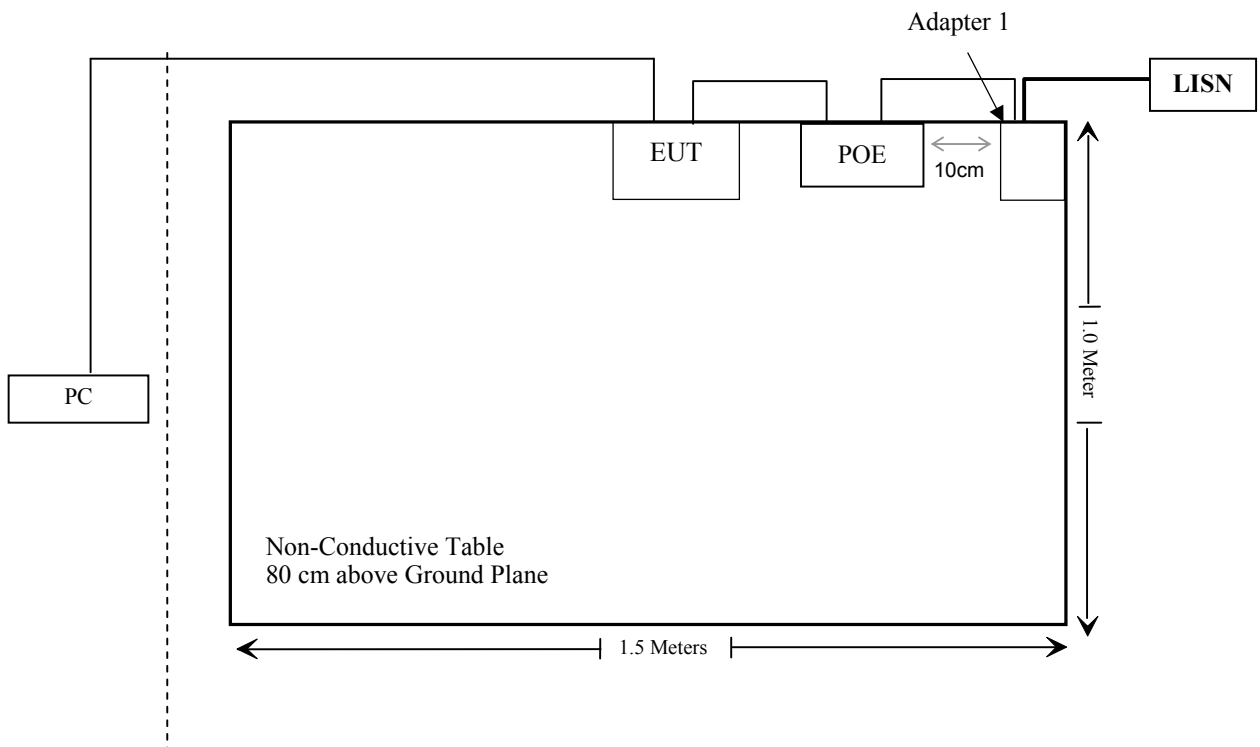 Adapter 1
LISN
EUT
POE
10cm
1.0 Meter
PC
Non-Conductive Table
80 cm above Ground Plane
1.5 Meters